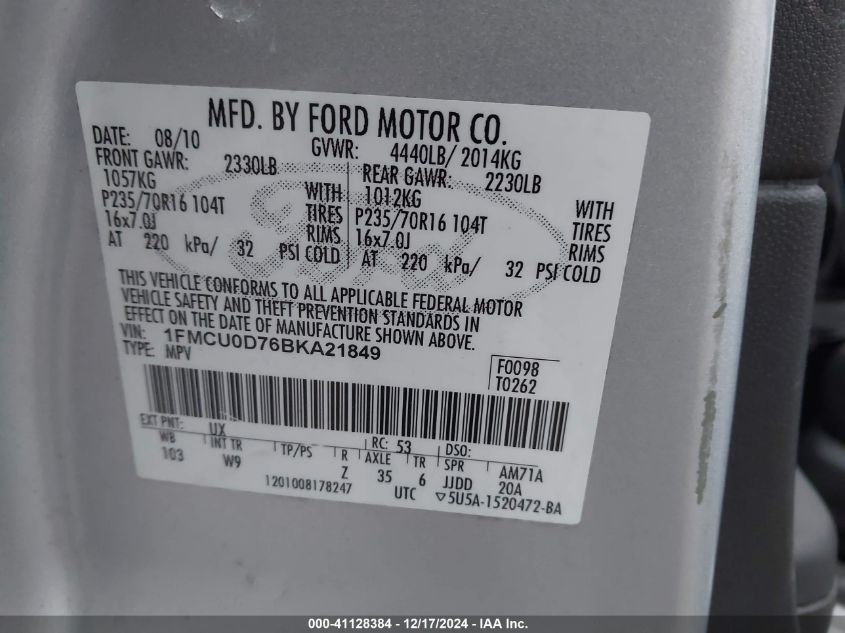 MFD. BY FORD MOTOR CO.
DATE: 08/10 GVWR: 4440LB/ 2014KG
FRONT GAWR: 2330LB REAR GAWR: 2230LB
1057KG WITH 1012KG WITH
P235/70R16 104T TIRES P235/70R16 104T TIRES
16x7.0J RIMS 16x7.0J RIMS
AT 220 kPa/ 32 PSI COLD AT 220 kPa/ 32 PSI COLD
THIS VEHICLE CONFORMS TO ALL APPLICABLE FEDERAL MOTOR
VEHICLE SAFETY AND THEFT PREVENTION STANDARDS IN
EFFECT ON THE DATE OF MANUFACTURE SHOWN ABOVE.
VIN: 1FMCU0D76BKA21849
TYPE: MPV
F0098
T0262
EXT PNT: UX RC: 53 DSO:
WB INT TR TP/PS R AXLE TR SPR AM71A
103 W9 Z 35 6 JJDD 20A
1201008178247 UTC ▽5U5A-1520472-BA
Ford
000-41128384 - 12/17/2024 - IAAI.com